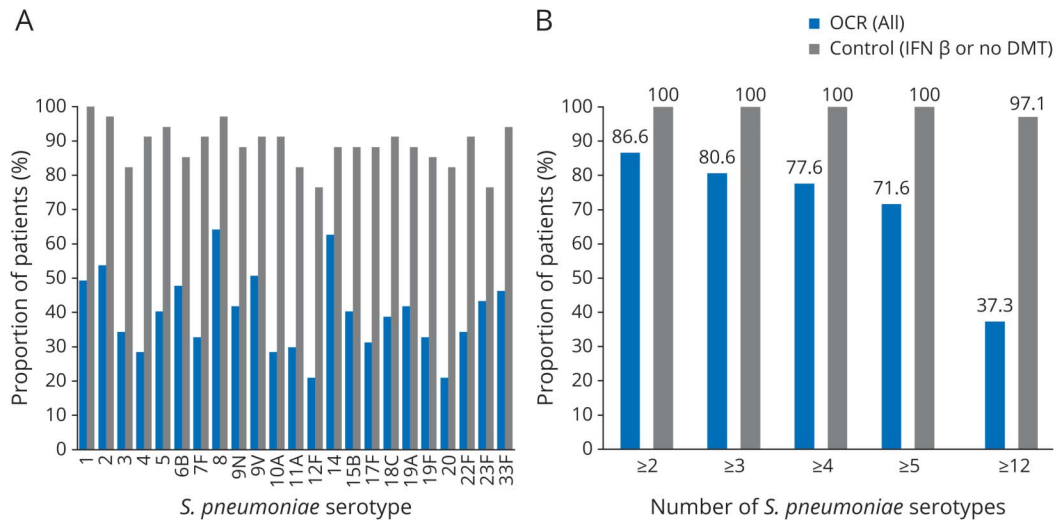 A
Proportion of patients (%)
100
90
80
70
60
50
40
30
20
10
0
1 2 3 4 5 6B 7F 8 9N 9V 10A 11A 12F 14 15B 17F 18C 19A 19F 20 22F 23F 33F
S. pneumoniae serotype
B
OCR (All)
Control (IFN β or no DMT)
Proportion of patients (%)
100
90
80
70
60
50
40
30
20
10
0
86.6 100
80.6 100
77.6 100
71.6 100
37.3 97.1
≥2 ≥3 ≥4 ≥5 ≥12
Number of S. pneumoniae serotypes